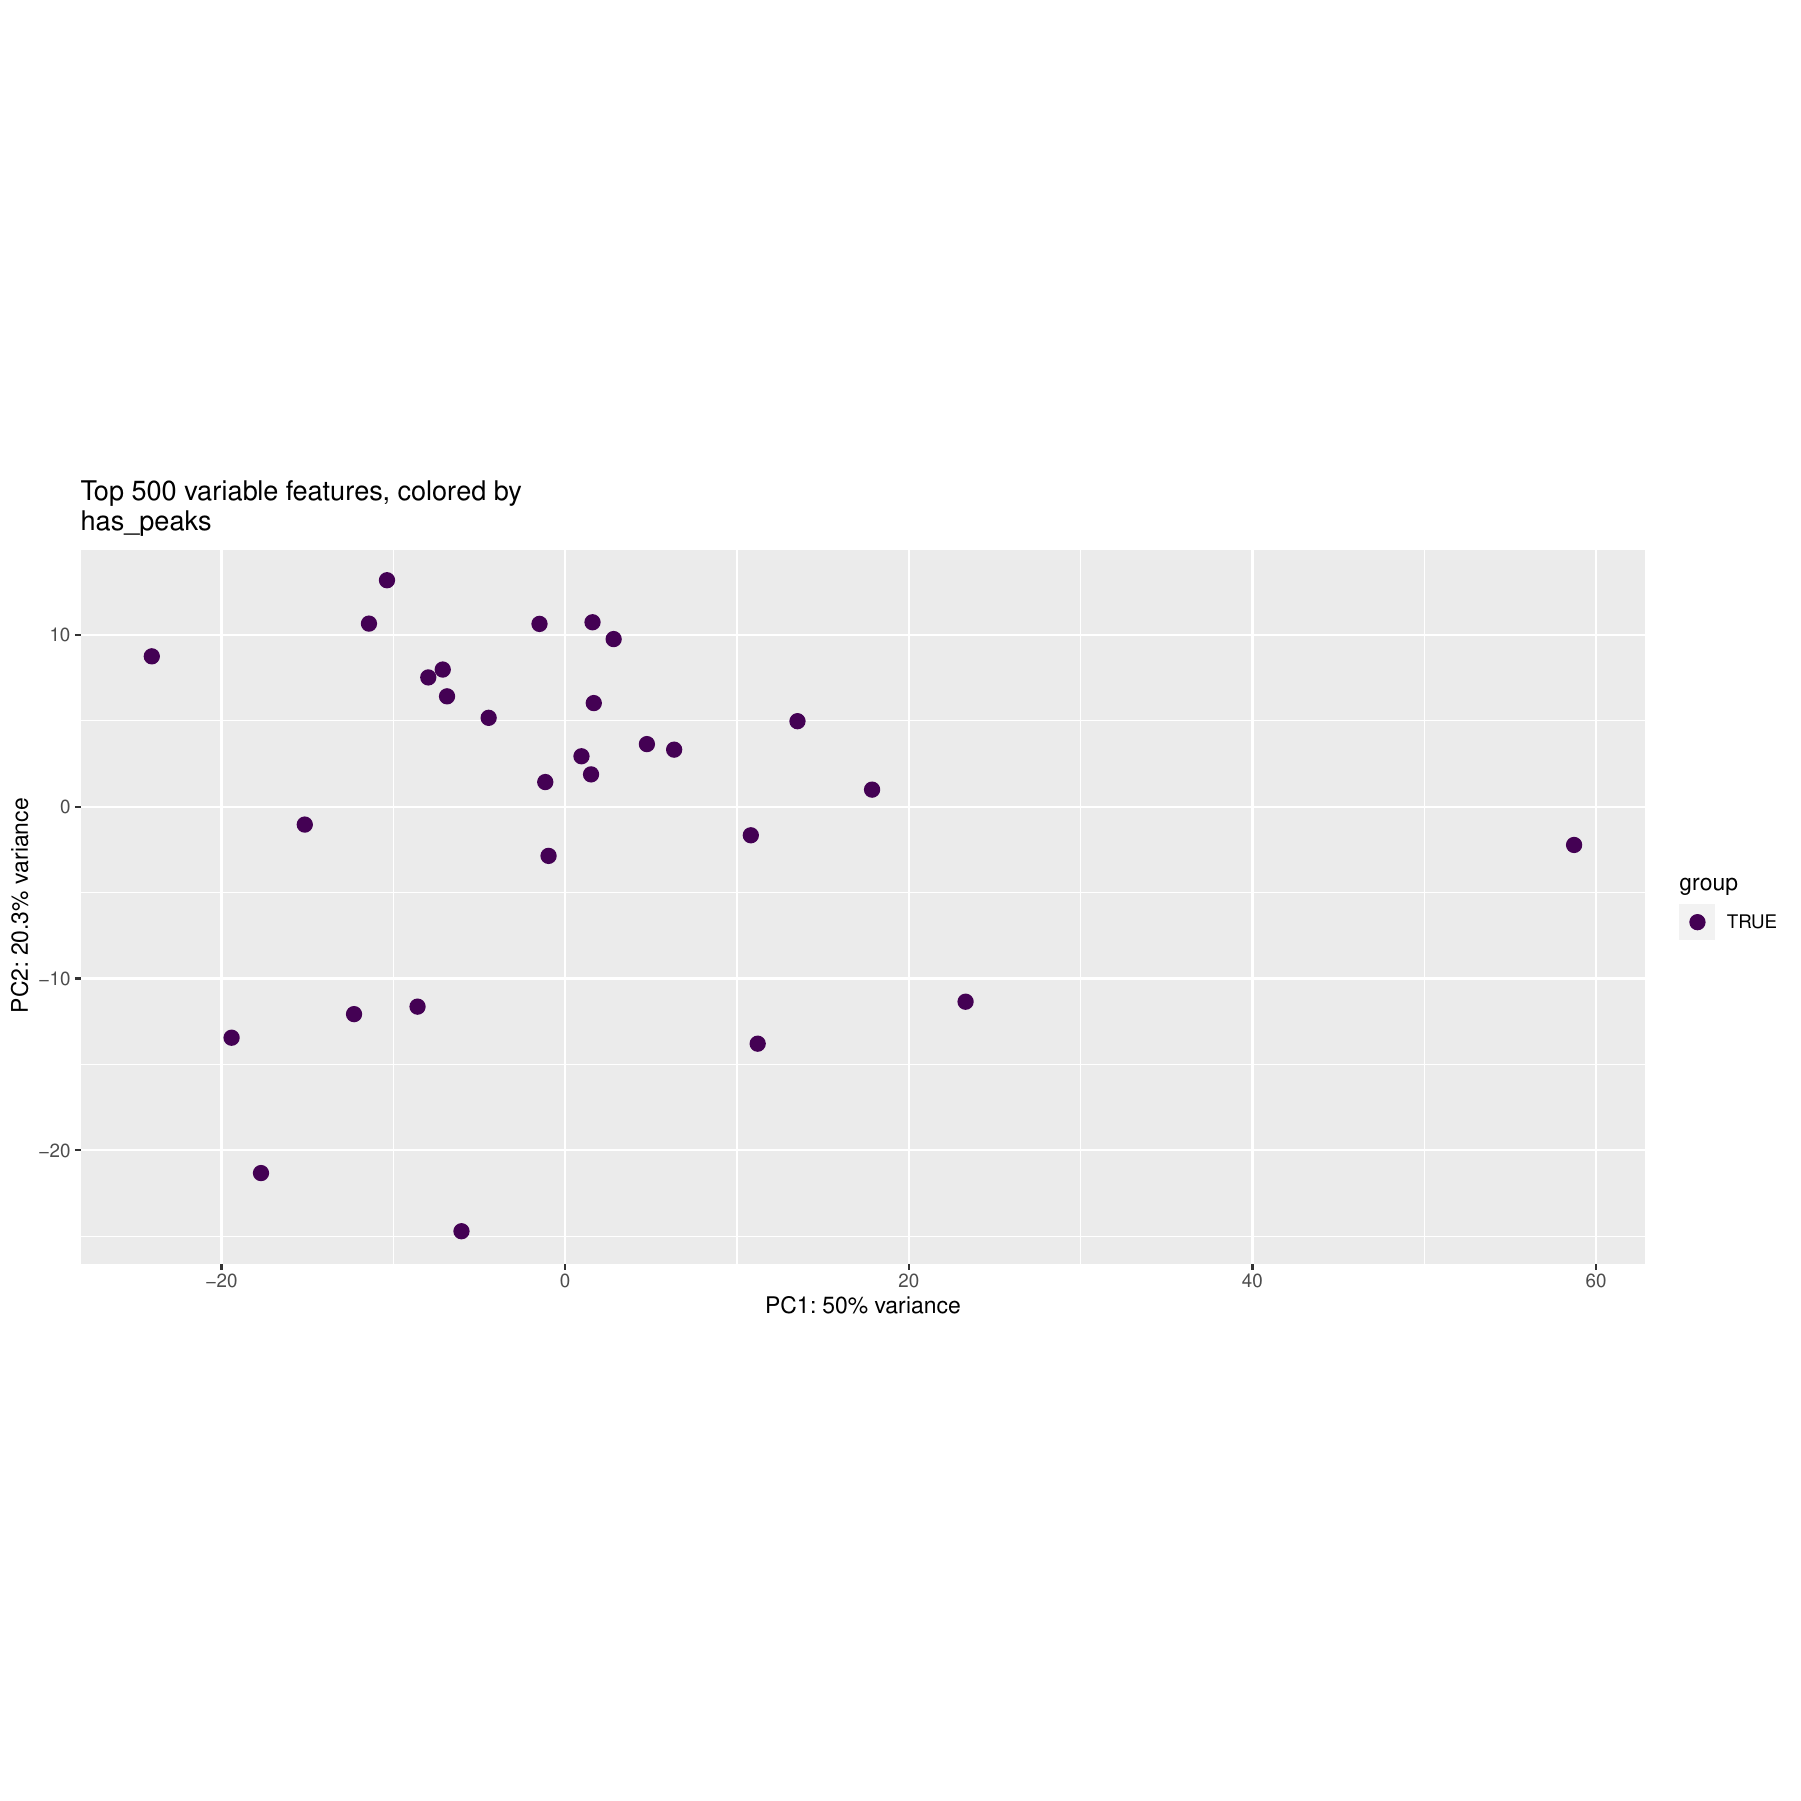 Top 500 variable features, colored by
has_peaks
10
0
−10
−20
PC2: 20.3% variance
−20
0
20
40
60
PC1: 50% variance
group
TRUE